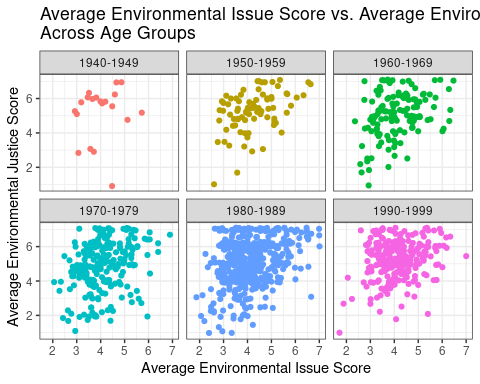 Average Environmental Issue Score vs. Average Enviro
Across Age Groups
1940-1949 1950-1959 1960-1969
6
4
2
1970-1979 1980-1989 1990-1999
6
4
2
2 3 4 5 6 7 2 3 4 5 6 7 2 3 4 5 6 7
Average Environmental Issue Score
Average Environmental Justice Score